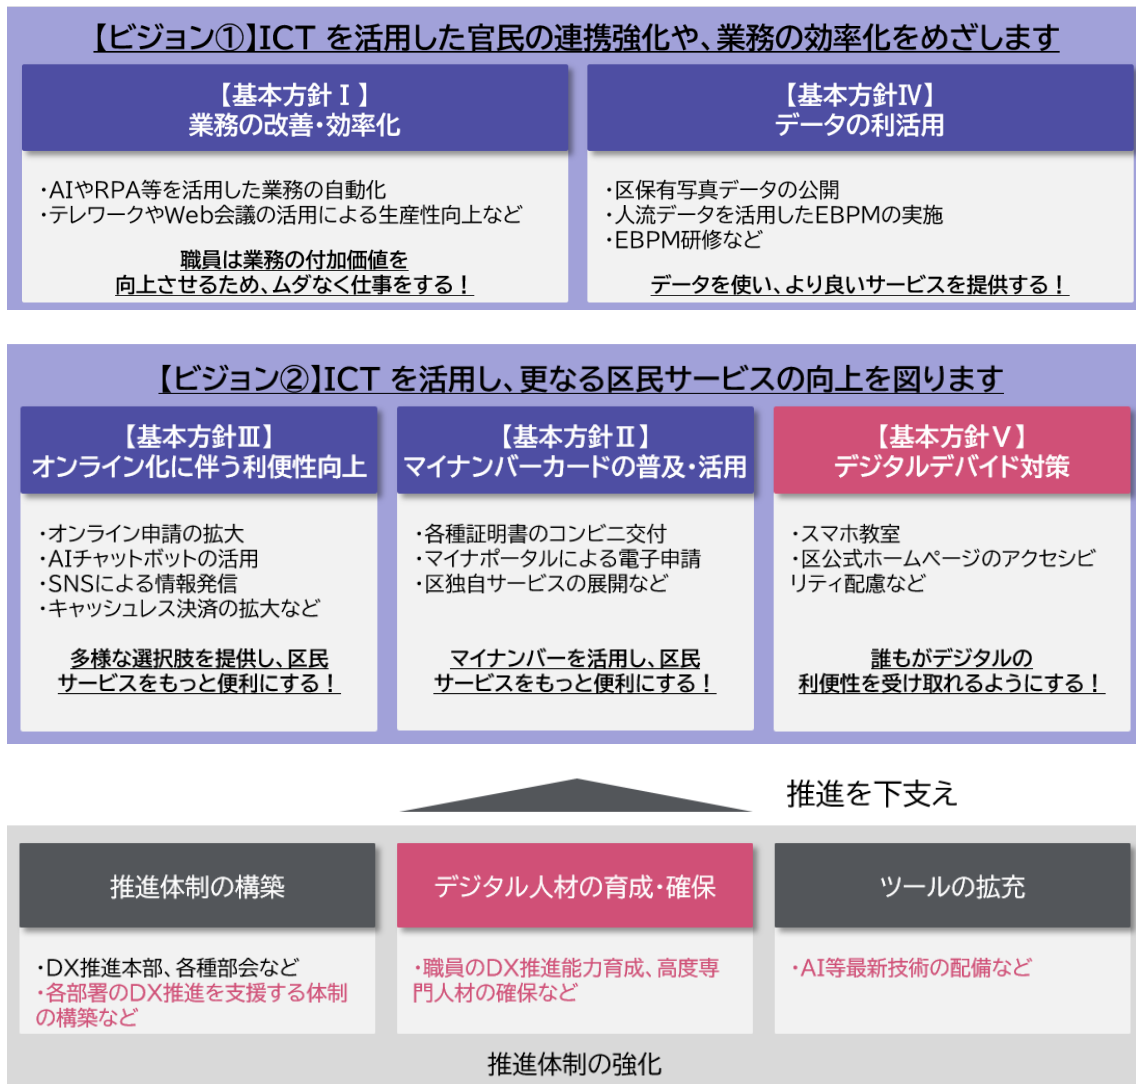 【ビジョン①】ICT を活用した官民の連携強化や、業務の効率化をめざします
【基本方針Ⅰ】
業務の改善・効率化
・AIやRPA等を活用した業務の自動化
・テレワークやWeb会議の活用による生産性向上など
職員は業務の付加価値を
向上させるため、ムダなく仕事をする！
【基本方針Ⅳ】
データの利活用
・区保有写真データの公開
・人流データを活用したEBPMの実施
・EBPM研修など
データを使い、より良いサービスを提供する！
【ビジョン②】ICT を活用し、更なる区民サービスの向上を図ります
【基本方針Ⅲ】
オンライン化に伴う利便性向上
・オンライン申請の拡大
・AIチャットボットの活用
・SNSによる情報発信
・キャッシュレス決済の拡大など
多様な選択肢を提供し、区民
サービスをもっと便利にする！
【基本方針Ⅱ】
マイナンバーカードの普及・活用
・各種証明書のコンビニ交付
・マイナポータルによる電子申請
・区独自サービスの展開など
マイナンバーを活用し、区民
サービスをもっと便利にする！
【基本方針Ⅴ】
デジタルデバイド対策
・スマホ教室
・区公式ホームページのアクセシビ
リティ配慮など
誰もがデジタルの
利便性を受け取れるようにする！
推進を下支え
推進体制の構築
・DX推進本部、各種部会など
・各部署のDX推進を支援する体制
の構築など
デジタル人材の育成・確保
・職員のDX推進能力育成、高度専
門人材の確保など
ツールの拡充
・AI等最新技術の配備など
推進体制の強化